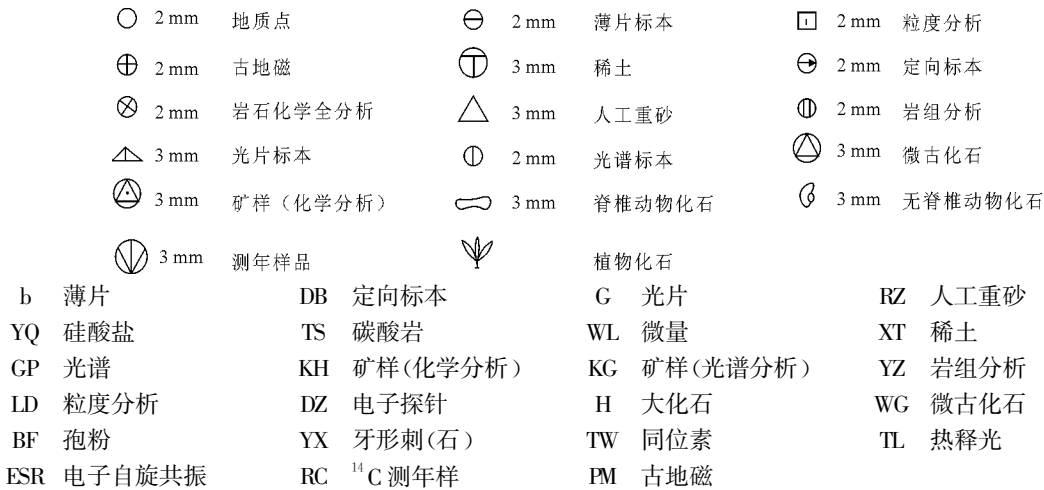 2 mm 地质点 2 mm 薄片标本 2 mm 粒度分析
2 mm 古地磁 3 mm 稀土 2 mm 定向标本
2 mm 岩石化学全分析 3 mm 人工重砂 2 mm 岩组分析
3 mm 光片标本 2 mm 光谱标本 3 mm 微古化石
3 mm 矿样（化学分析） 3 mm 脊椎动物化石 3 mm 无脊椎动物化石
3 mm 测年样品 植物化石
b 薄片 DB 定向标本 G 光片 RZ 人工重砂
YQ 硅酸盐 TS 碳酸岩 WL 微量 XT 稀土
GP 光谱 KH 矿样(化学分析) KG 矿样(光谱分析) YZ 岩组分析
LD 粒度分析 DZ 电子探针 H 大化石 WG 微古化石
BF 孢粉 YX 牙形刺(石) TW 同位素 TL 热释光
ESR 电子自旋共振 RC ¹⁴C 测年样 PM 古地磁